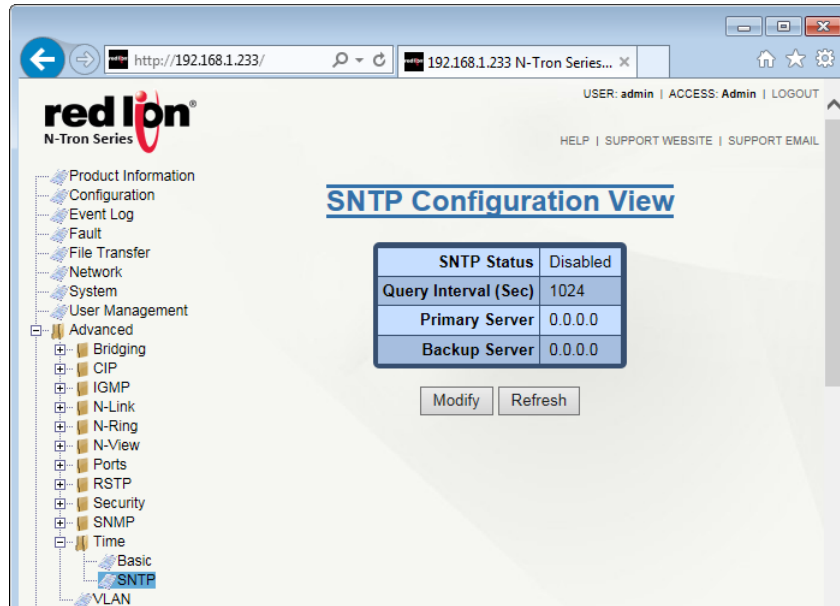 http://192.168.1.233/
192.168.1.233 N-Tron Series...
USER: admin | ACCESS: Admin | LOGOUT
red lion®
N-Tron Series
HELP | SUPPORT WEBSITE | SUPPORT EMAIL
Product Information
Configuration
Event Log
Fault
File Transfer
Network
System
User Management
Advanced
Bridging
CIP
IGMP
N-Link
N-Ring
N-View
Ports
RSTP
Security
SNMP
Time
Basic
SNTP
VLAN
SNTP Configuration View
SNTP Status Disabled
Query Interval (Sec) 1024
Primary Server 0.0.0.0
Backup Server 0.0.0.0
Modify Refresh